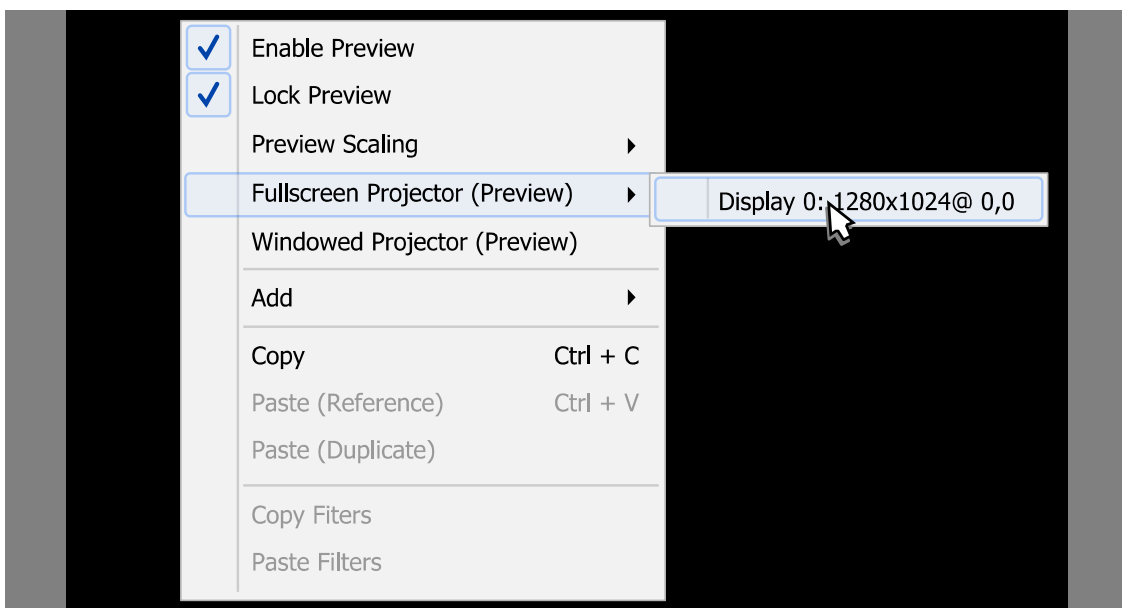 Enable Preview
Lock Preview
Preview Scaling
Fullscreen Projector (Preview)
Display 0: 1280x1024@ 0,0
Windowed Projector (Preview)
Add
Copy Ctrl + C
Paste (Reference) Ctrl + V
Paste (Duplicate)
Copy Fiters
Paste Filters